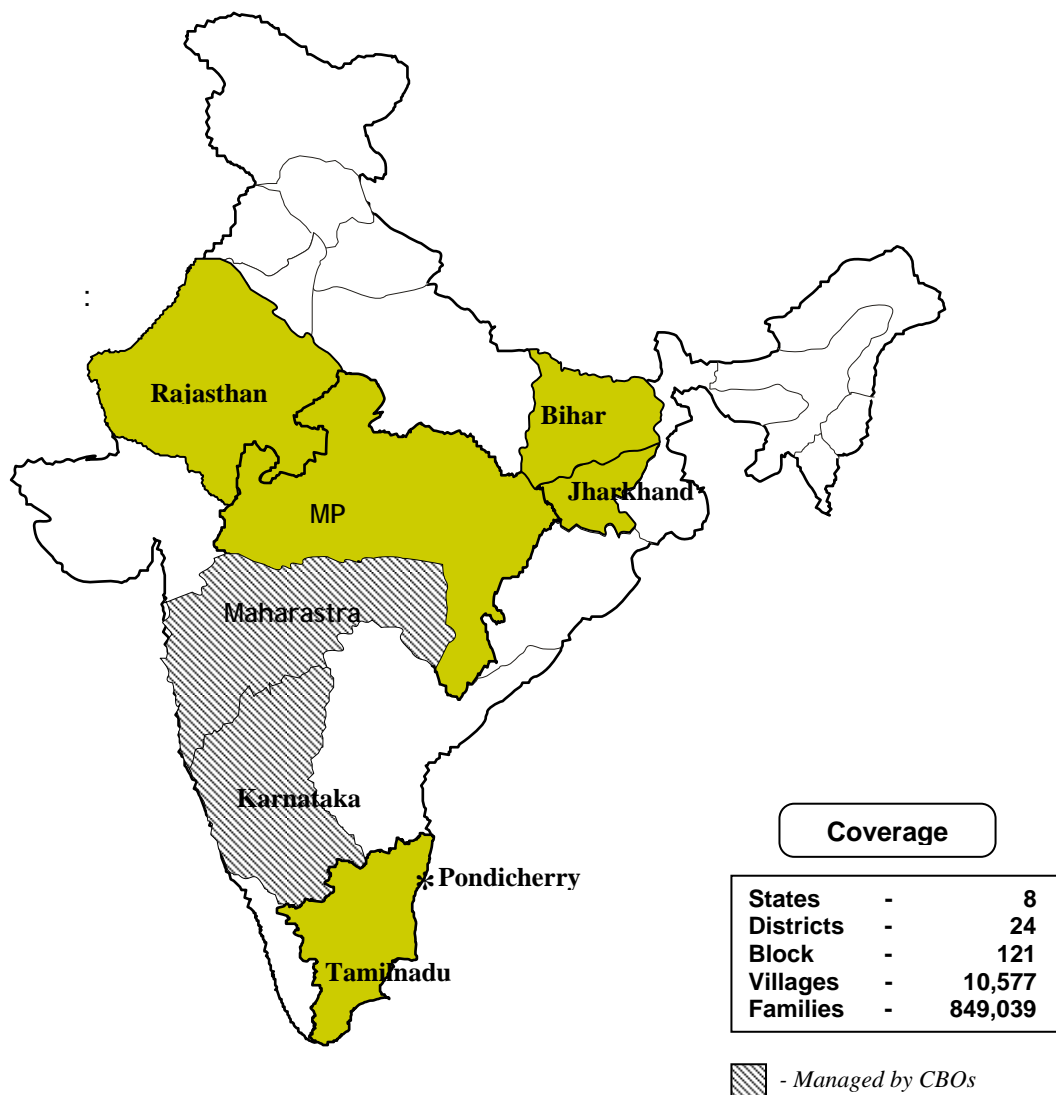 :
Rajasthan
Bihar
Jharkhand
MP
Maharastra
Karnataka
Coverage
*Pondicherry
States - 8
Districts - 24
Block - 121
Villages - 10,577
Families - 849,039
Tamilnadu
- Managed by CBOs